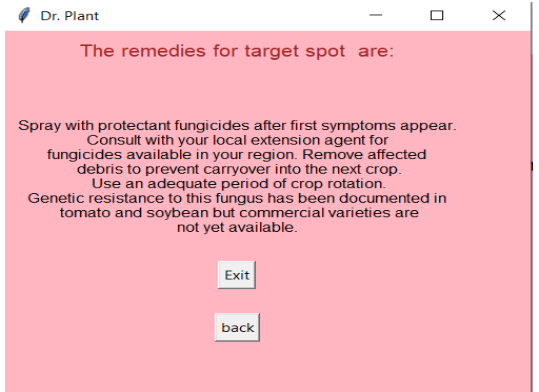 Dr. Plant
The remedies for target spot are:
Spray with protectant fungicides after first symptoms appear.
Consult with your local extension agent for
fungicides available in your region. Remove affected
debris to prevent carryover into the next crop.
Use an adequate period of crop rotation.
Genetic resistance to this fungus has been documented in
tomato and soybean but commercial varieties are
not yet available.
Exit
back